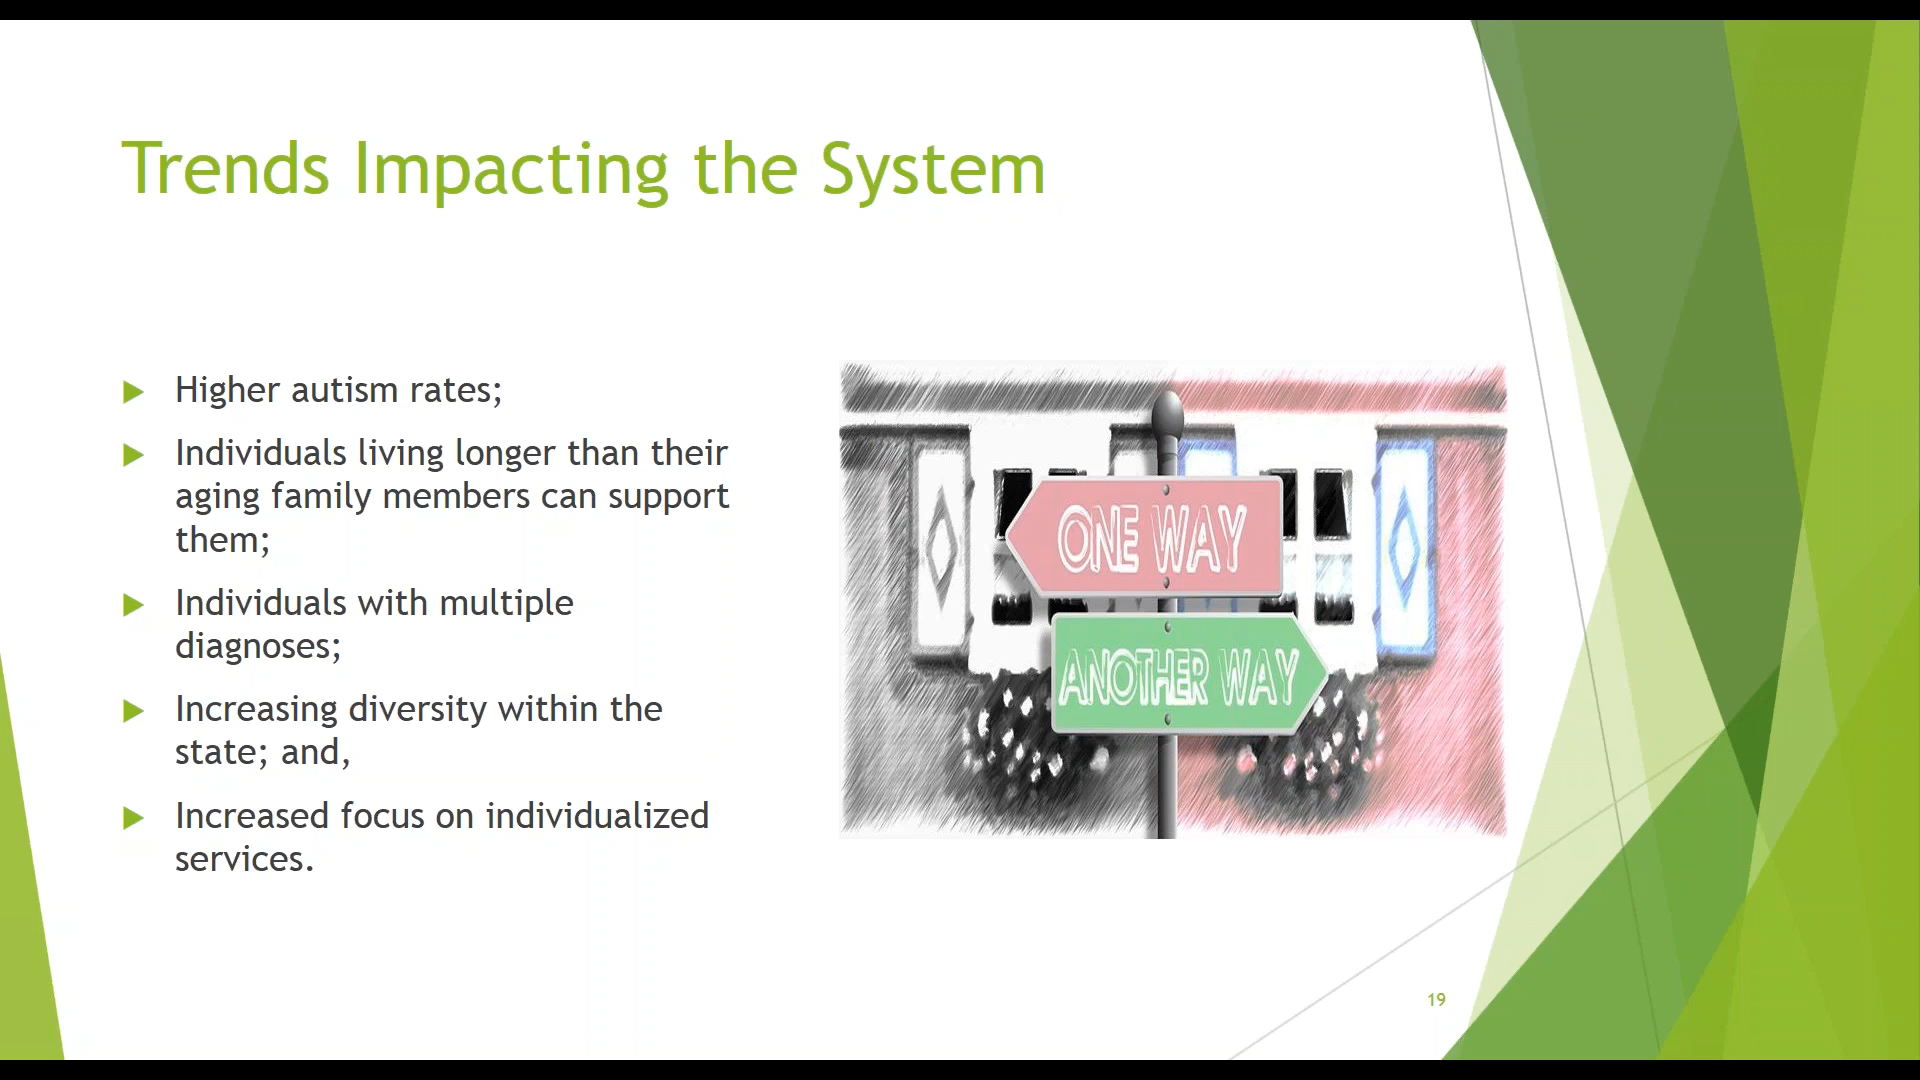 Trends Impacting the System
Higher autism rates;
Individuals living longer than their
aging family members can support
them;
Individuals with multiple
diagnoses;
Increasing diversity within the
state; and,
Increased focus on individualized
services.
ONE WAY
ANOTHER WAY
19